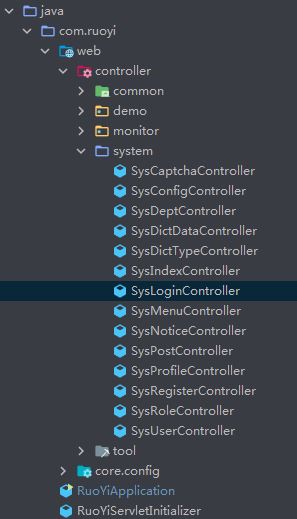 java
com.ruoyi
web
controller
common
demo
monitor
system
SysCaptchaController
SysConfigController
SysDeptController
SysDictDataController
SysDictTypeController
SysIndexController
SysLoginController
SysMenuController
SysNoticeController
SysPostController
SysProfileController
SysRegisterController
SysRoleController
SysUserController
tool
core.config
RuoYiApplication
RuoYiServletInitializer